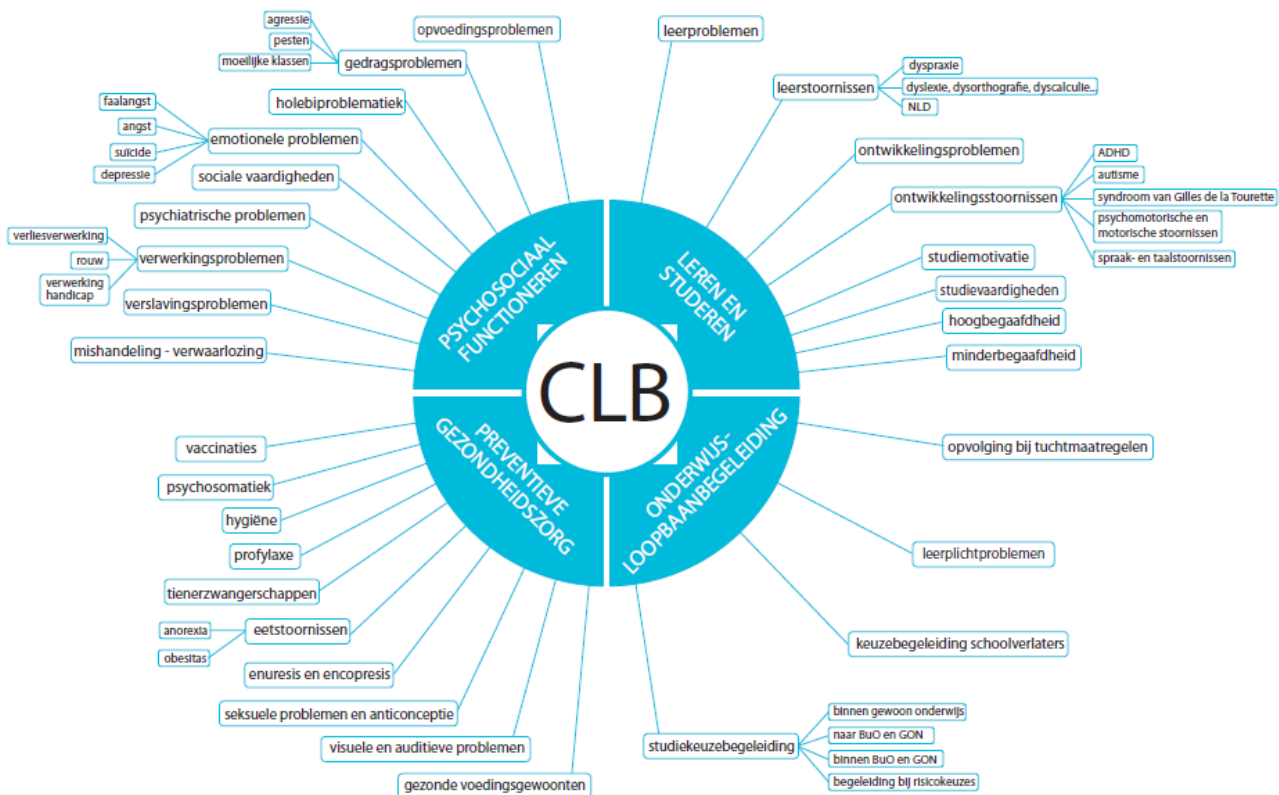 CLB
PSYCHOSOCIAAL
FUNCTIONEREN
opvoedingsproblemen
gedragsproblemen
agressie
pesten
moeilijke klassen
holebiproblematiek
emotionele problemen
faalangst
angst
suïcide
depressie
sociale vaardigheden
psychiatrische problemen
verwerkingsproblemen
verliesverwerking
rouw
verwerking
handicap
verslavingsproblemen
mishandeling - verwaarlozing
LEREN EN
STUDEREN
leerproblemen
leerstoornissen
dyspraxie
dyslexie, dysorthografie, dyscalculie...
NLD
ontwikkelingsproblemen
ontwikkelingsstoornissen
ADHD
autisme
syndroom van Gilles de la Tourette
psychomotorische en
motorische stoornissen
spraak- en taalstoornissen
studiemotivatie
studievaardigheden
hoogbegaafdheid
minderbegaafdheid
PREVENTIEVE
GEZONDHEIDSZORG
vaccinaties
psychosomatiek
hygiëne
profylaxe
tienerzwangerschappen
eetstoornissen
anorexia
obesitas
enuresis en encopresis
seksuele problemen en anticonceptie
visuele en auditieve problemen
gezonde voedingsgewoonten
ONDERWIJS-
LOOPBAANBEGELEIDING
opvolging bij tuchtmaatregelen
leerplichtproblemen
keuzebegeleiding schoolverlaters
studiekeuzebegeleiding
binnen gewoon onderwijs
naar BuO en GON
binnen BuO en GON
begeleiding bij risicokeuzes